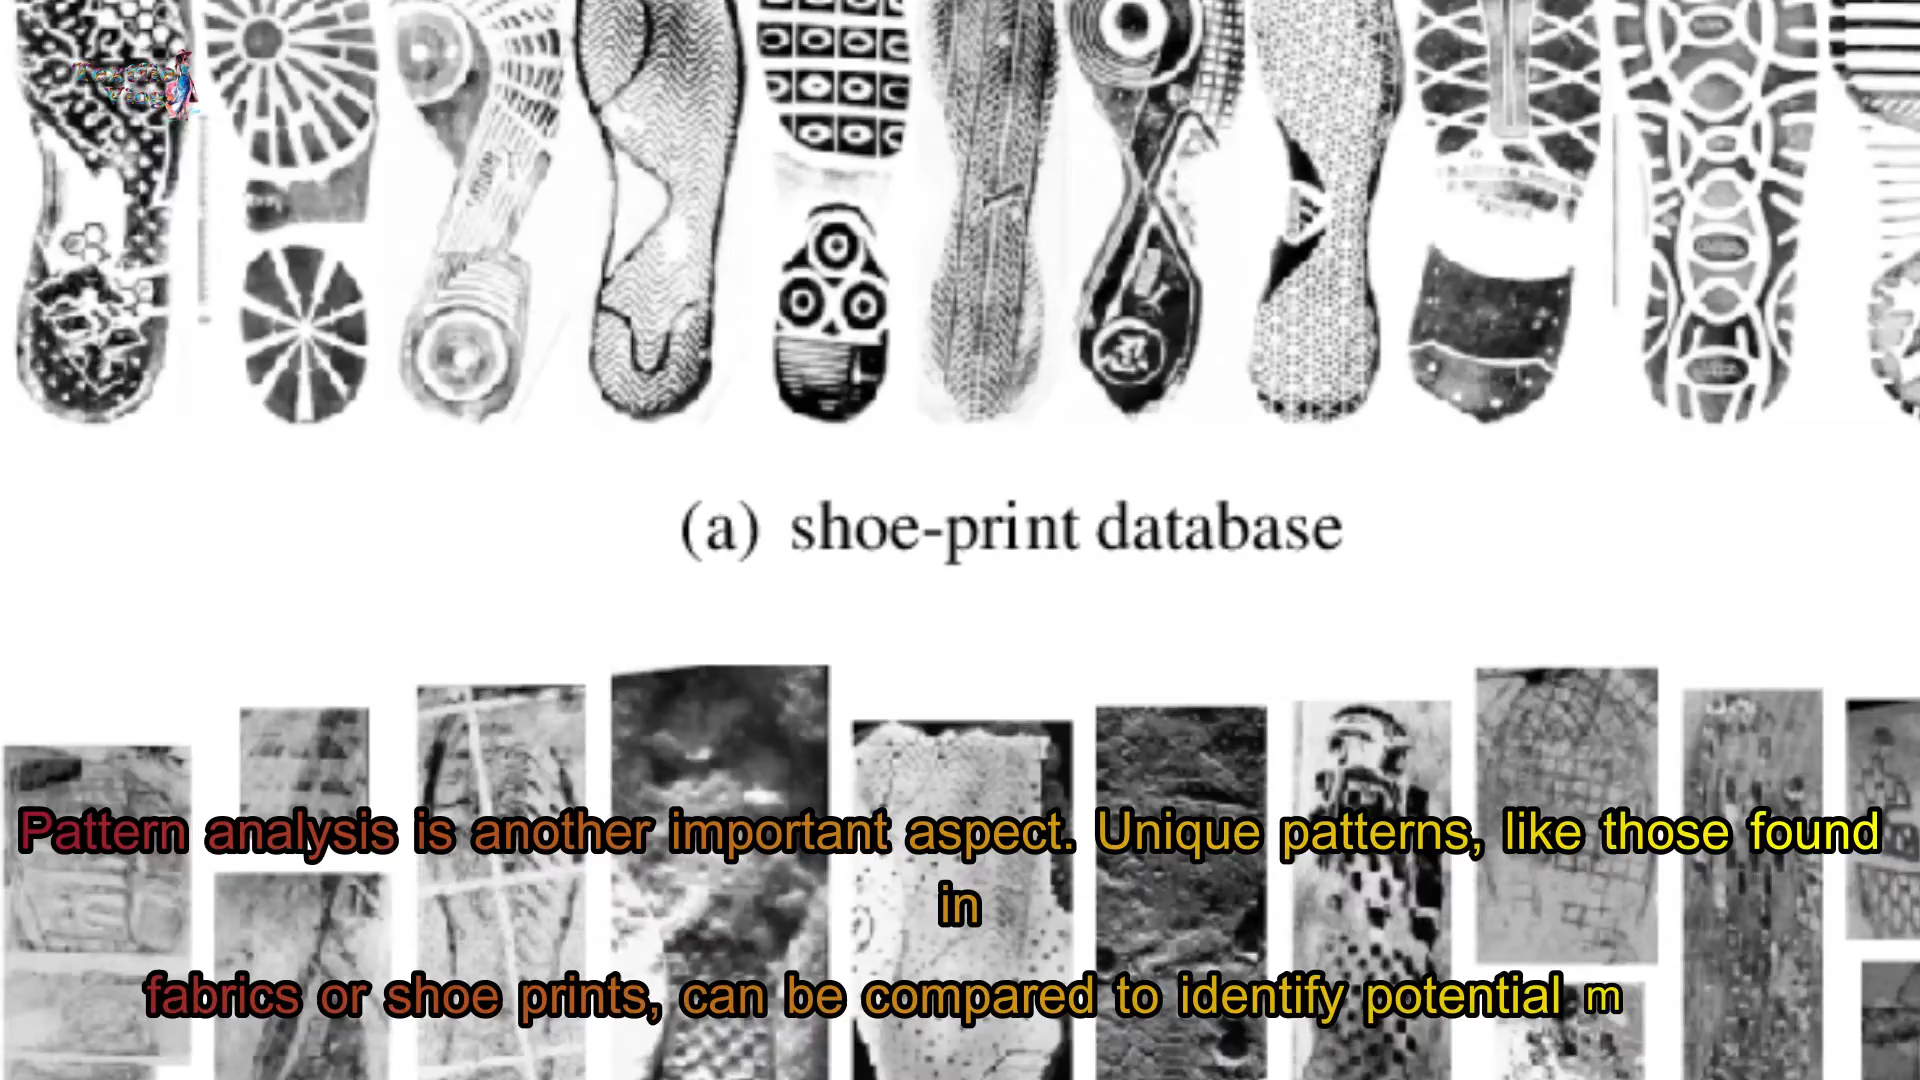 (a) shoe-print database
Pattern analysis is another important aspect. Unique patterns, like those found
in
fabrics or shoe prints, can be compared to identify potential m